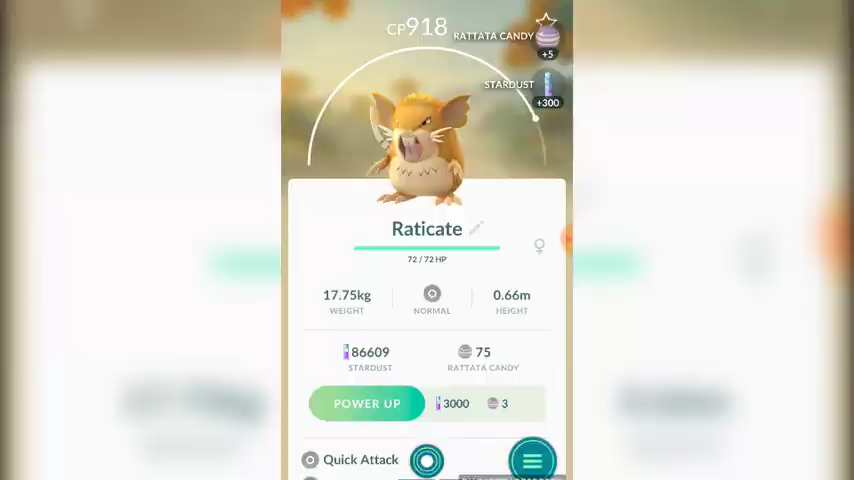 CP918
RATTATA CANDY
+5
STARDUST
+300
Raticate
72 / 72 HP
17.75kg
WEIGHT
NORMAL
0.66m
HEIGHT
86609
STARDUST
75
RATTATA CANDY
POWER UP
3000
3
Quick Attack